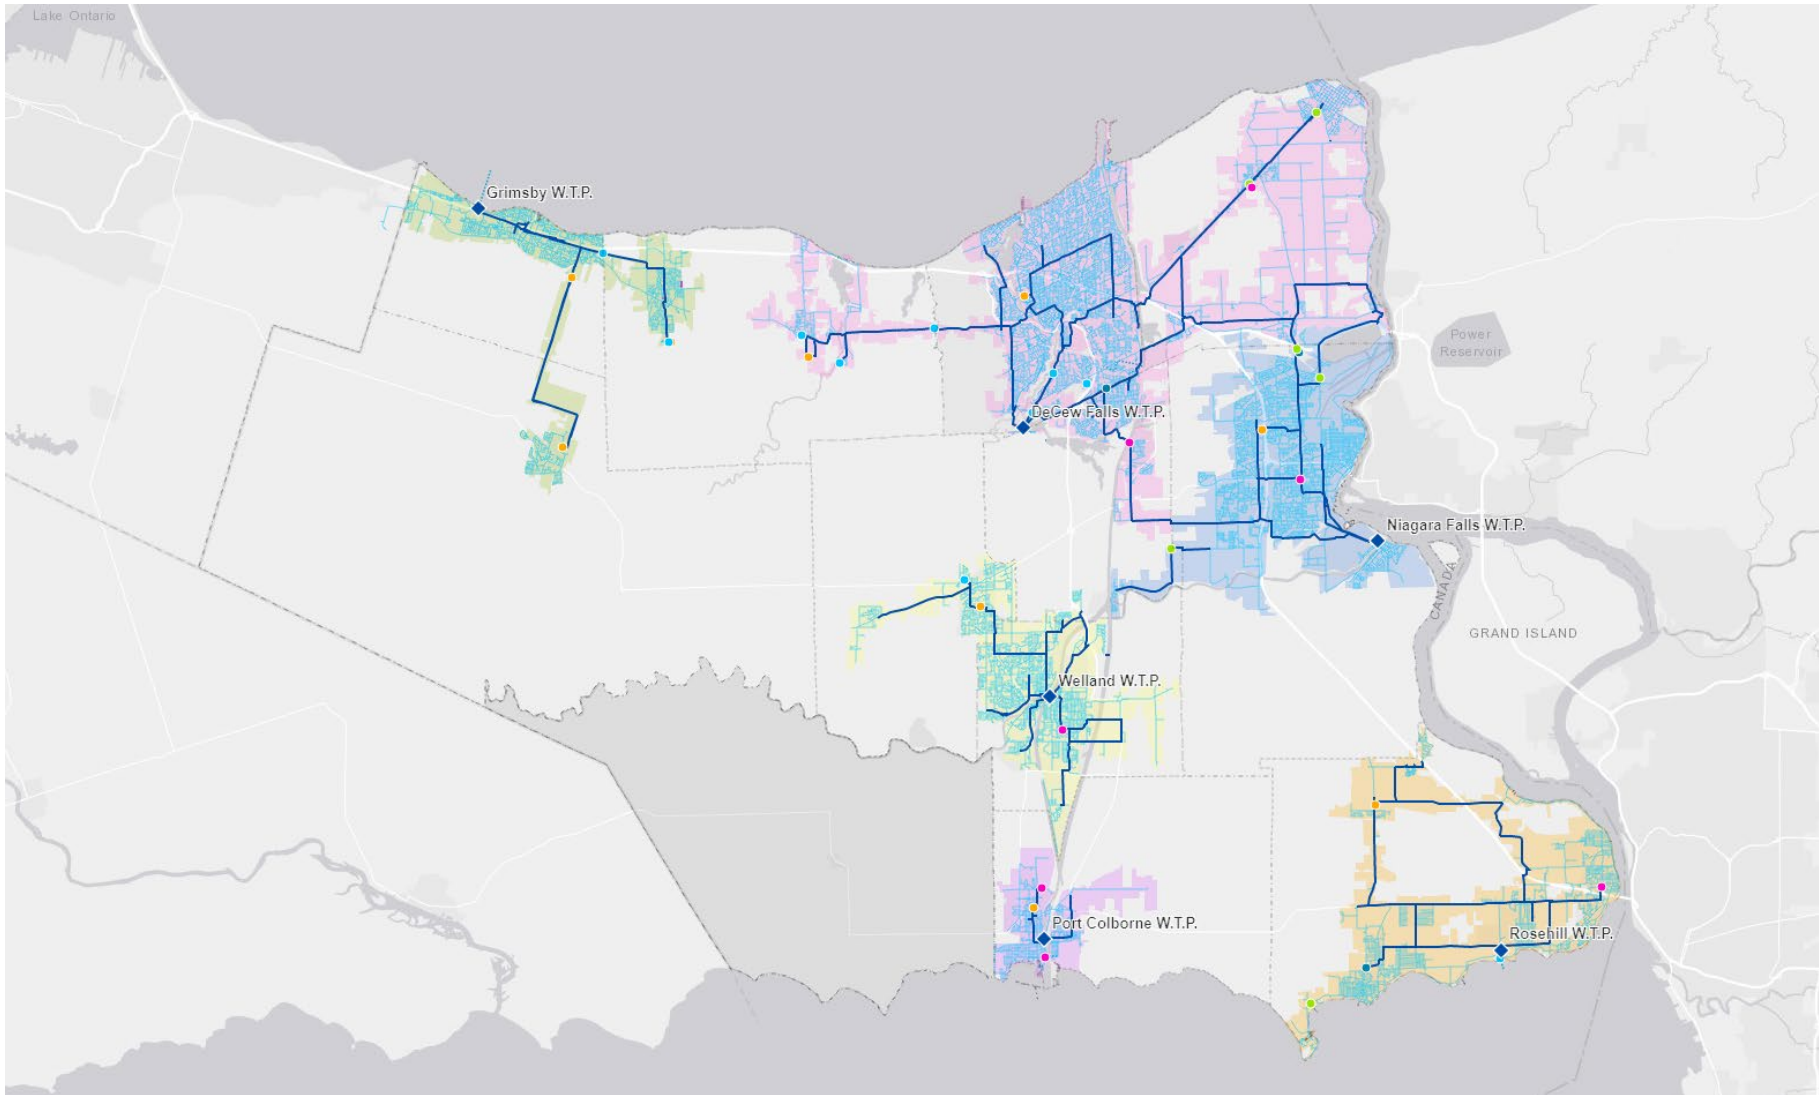 Lake Ontario
Grimsby W.T.P.
Power
Reservoir
DeCew Falls W.T.P.
Niagara Falls W.T.P.
CANADA
GRAND ISLAND
Welland W.T.P.
Port Colborne W.T.P.
Rosehill W.T.P.